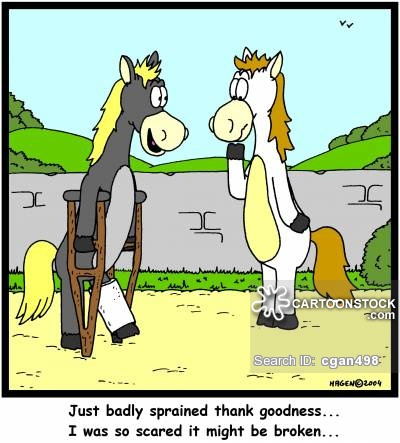 CARTOONSTOCK
.com
Search ID: cgan498
HAGEN©2004
Just badly sprained thank goodness...
I was so scared it might be broken...